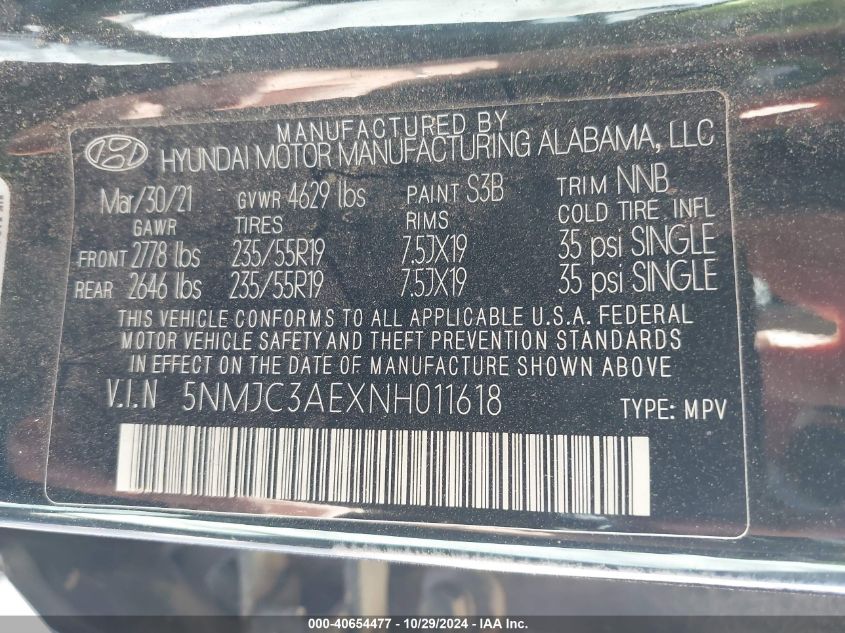 MANUFACTURED BY
HYUNDAI MOTOR MANUFACTURING ALABAMA, LLC
Mar/30/21 GVWR 4629 lbs PAINT S3B TRIM NNB
GAWR TIRES RIMS COLD TIRE INFL
FRONT 2778 lbs 235/55R19 7.5JX19 35 psi SINGLE
REAR 2646 lbs 235/55R19 7.5JX19 35 psi SINGLE
THIS VEHICLE CONFORMS TO ALL APPLICABLE U.S.A. FEDERAL
MOTOR VEHICLE SAFETY AND THEFT PREVENTION STANDARDS
IN EFFECT ON THE DATE OF MANUFACTURE SHOWN ABOVE
V.I.N 5NMJC3AEXNH011618 TYPE: MPV
000-40654477 - 10/29/2024 - IAA Inc.